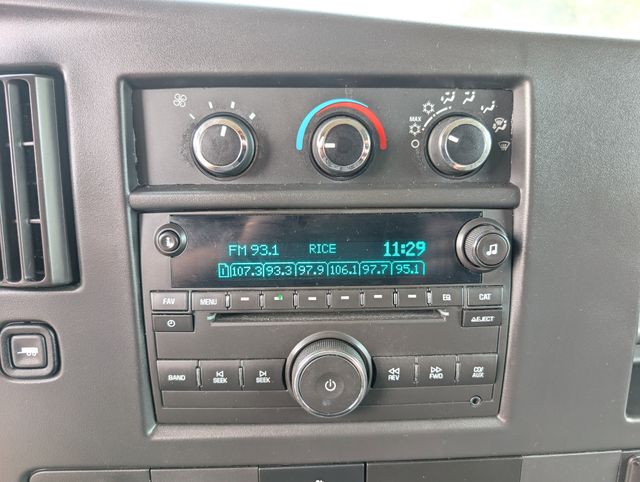 MAX
FM 93.1 RICE 11:29
1 107.3 93.3 97.9 106.1 97.7 95.1
FAV MENU EQ CAT
EJECT
BAND SEEK SEEK REV FWD CD/
AUX